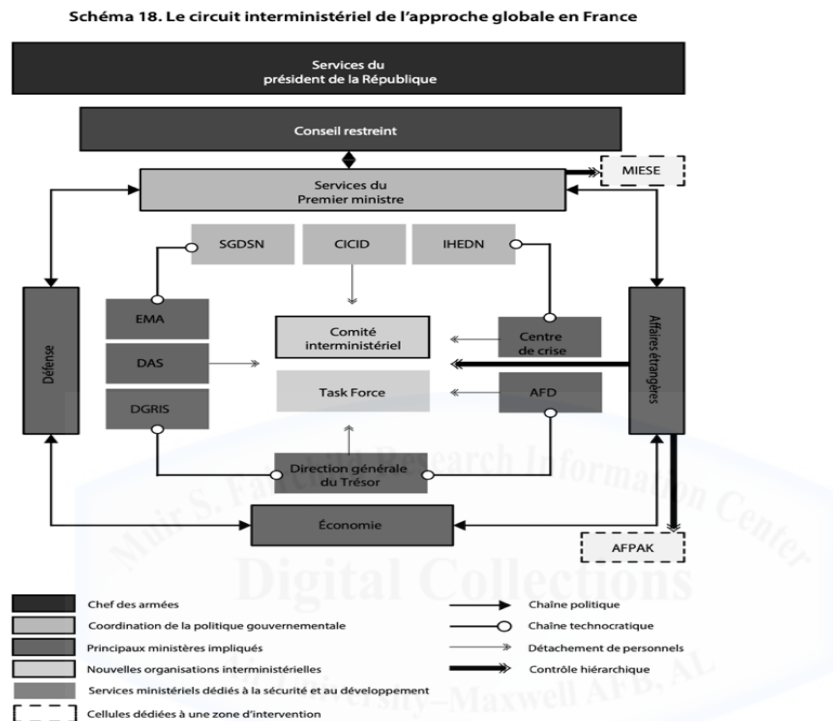 Schéma 18. Le circuit interministériel de l'approche globale en France
Services du
président de la République
Conseil restreint
MIESE
Services du
Premier ministre
SGDSN
CICID
IHEDN
EMA
DAS
DGRIS
Défense
Comité
interministériel
Task Force
Centre
de crise
AFD
Affaires étrangères
Direction générale
du Trésor
Économie
AFPAK
Chef des armées
Coordination de la politique gouvernementale
Principaux ministères impliqués
Nouvelles organisations interministérielles
Services ministériels dédiés à la sécurité et au développement
Cellules dédiées à une zone d'intervention
Chaîne politique
Chaîne technocratique
Détachement de personnels
Contrôle hiérarchique
Muir S. Fairchild Research Information Center
Digital Collections
University–Maxwell AFB, AL